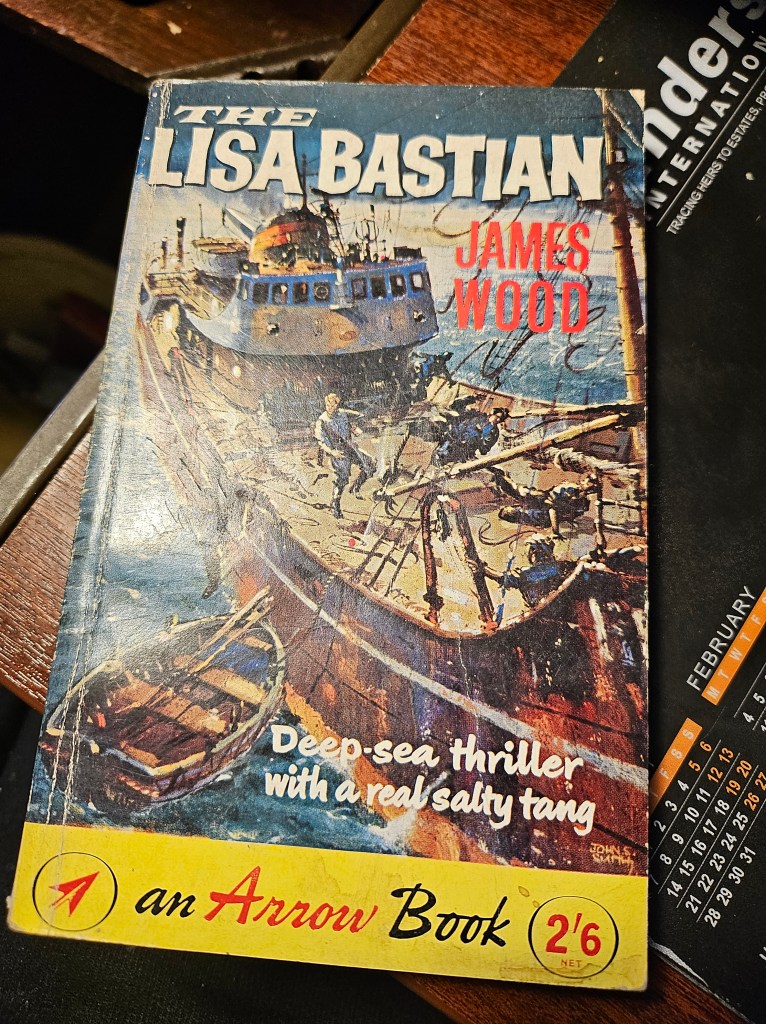 THE
LISA BASTIAN
JAMES
WOOD
Deep-sea thriller
with a real salty tang
JOHN S.
SMITH
an Arrow Book
2'6
NET
nders
NTERNATION
TRACING HEIRS TO ESTATES, PR
FEBRUARY
M T W T F S
4 5
F S S
5 6
2 3 4
8 9 10 11 12 13
14 15 16 17 18 19 20
21 22 23 24 25 26 27
28 29 30 31